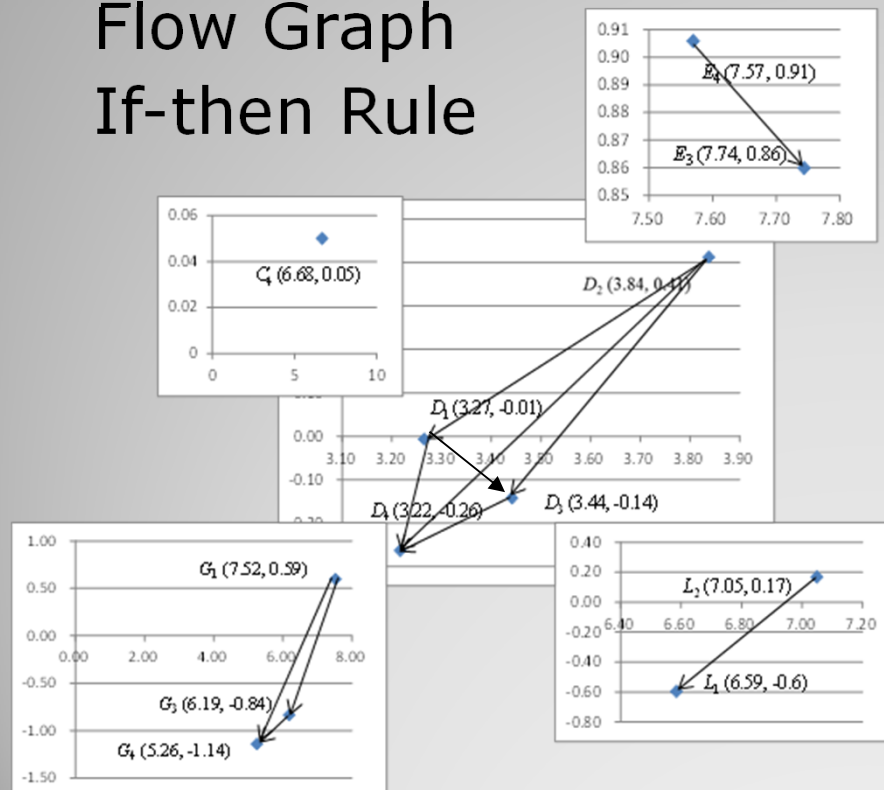 Flow Graph
If-then Rule
0.91
0.90
0.89
0.88
0.87
0.86
0.85
7.50 7.60 7.70 7.80
E4 (7.57, 0.91)
E3 (7.74, 0.86)
0.06
0.04
0.02
0
0 5 10
C4 (6.68, 0.05)
D2 (3.84, 0.41)
D1 (3.27, -0.01)
0.00
3.10 3.20 3.30 3.40 3.50 3.60 3.70 3.80 3.90
-0.10
D4 (3.22, -0.26)
D3 (3.44, -0.14)
1.00
0.50
0.00
-0.50
-1.00
-1.50
0.00 2.00 4.00 6.00 8.00
G1 (7.52, 0.59)
G3 (6.19, -0.84)
G4 (5.26, -1.14)
0.40
0.20
0.00
-0.20
-0.40
-0.60
-0.80
6.40 6.60 6.80 7.00 7.20
L2 (7.05, 0.17)
L1 (6.59, -0.6)